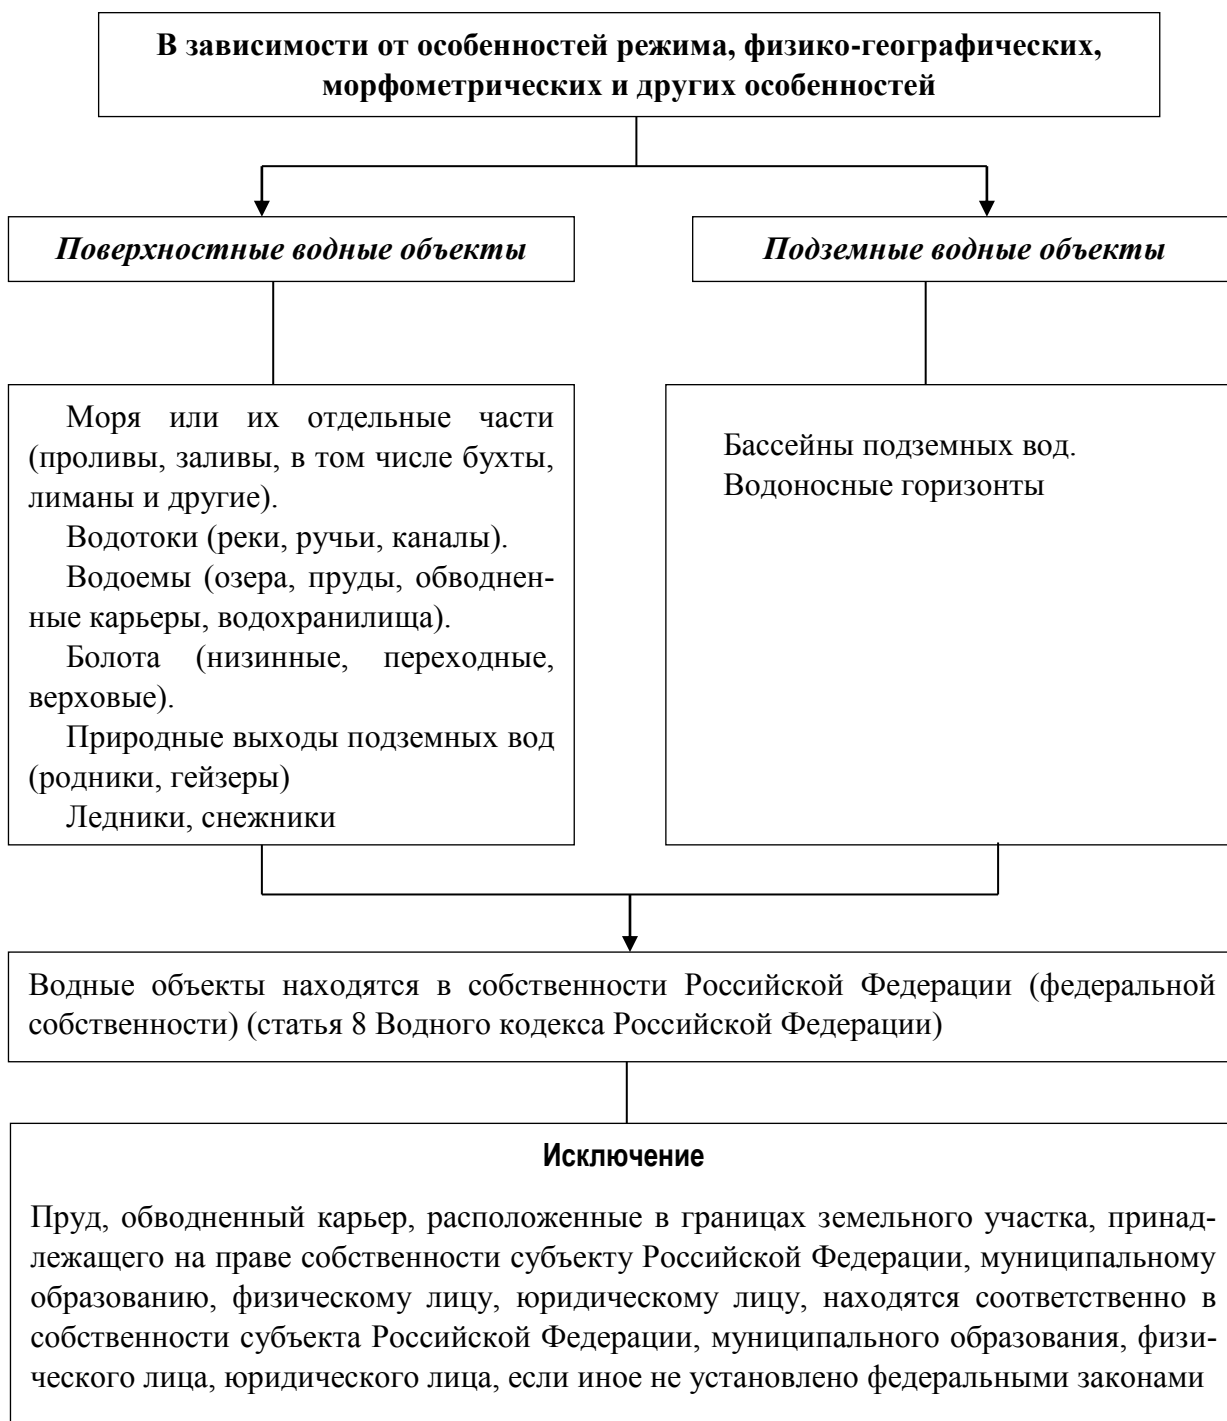 В зависимости от особенностей режима, физико-географических,
морфометрических и других особенностей
Поверхностные водные объекты
Подземные водные объекты
Моря или их отдельные части
(проливы, заливы, в том числе бухты,
лиманы и другие).
Водотоки (реки, ручьи, каналы).
Водоемы (озера, пруды, обводнен-
ные карьеры, водохранилища).
Болота (низинные, переходные,
верховые).
Природные выходы подземных вод
(родники, гейзеры)
Ледники, снежники
Бассейны подземных вод.
Водоносные горизонты
Водные объекты находятся в собственности Российской Федерации (федеральной
собственности) (статья 8 Водного кодекса Российской Федерации)
Исключение
Пруд, обводненный карьер, расположенные в границах земельного участка, принад-
лежащего на праве собственности субъекту Российской Федерации, муниципальному
образованию, физическому лицу, юридическому лицу, находятся соответственно в
собственности субъекта Российской Федерации, муниципального образования, физи-
ческого лица, юридического лица, если иное не установлено федеральными законами